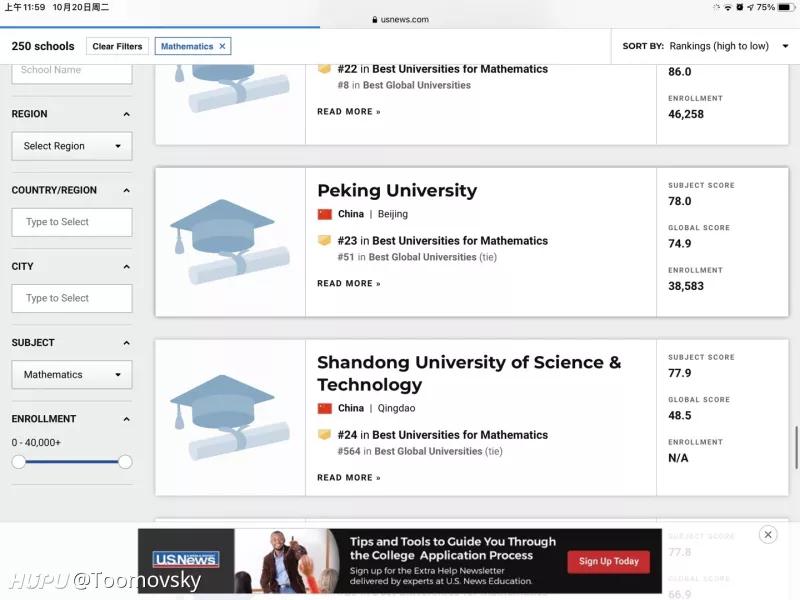 上午11:59 10月20日周二
75%
usnews.com
250 schools
Clear Filters
Mathematics ✕
SORT BY: Rankings (high to low)
School Name
REGION
Select Region
COUNTRY/REGION
Type to Select
CITY
Type to Select
SUBJECT
Mathematics
ENROLLMENT
0 - 40,000+
#22 in Best Universities for Mathematics
#8 in Best Global Universities
READ MORE »
86.0
ENROLLMENT
46,258
Peking University
China | Beijing
#23 in Best Universities for Mathematics
#51 in Best Global Universities (tie)
READ MORE »
SUBJECT SCORE
78.0
GLOBAL SCORE
74.9
ENROLLMENT
38,583
Shandong University of Science &
Technology
China | Qingdao
#24 in Best Universities for Mathematics
#564 in Best Global Universities (tie)
READ MORE »
SUBJECT SCORE
77.9
GLOBAL SCORE
48.5
ENROLLMENT
N/A
SUBJECT SCORE
77.8
GLOBAL SCORE
66.9
U.S.News
Tips and Tools to Guide You Through
the College Application Process
Sign up for the Extra Help Newsletter
delivered by experts at U.S. News Education.
Sign Up Today
HUPU @Toomovsky